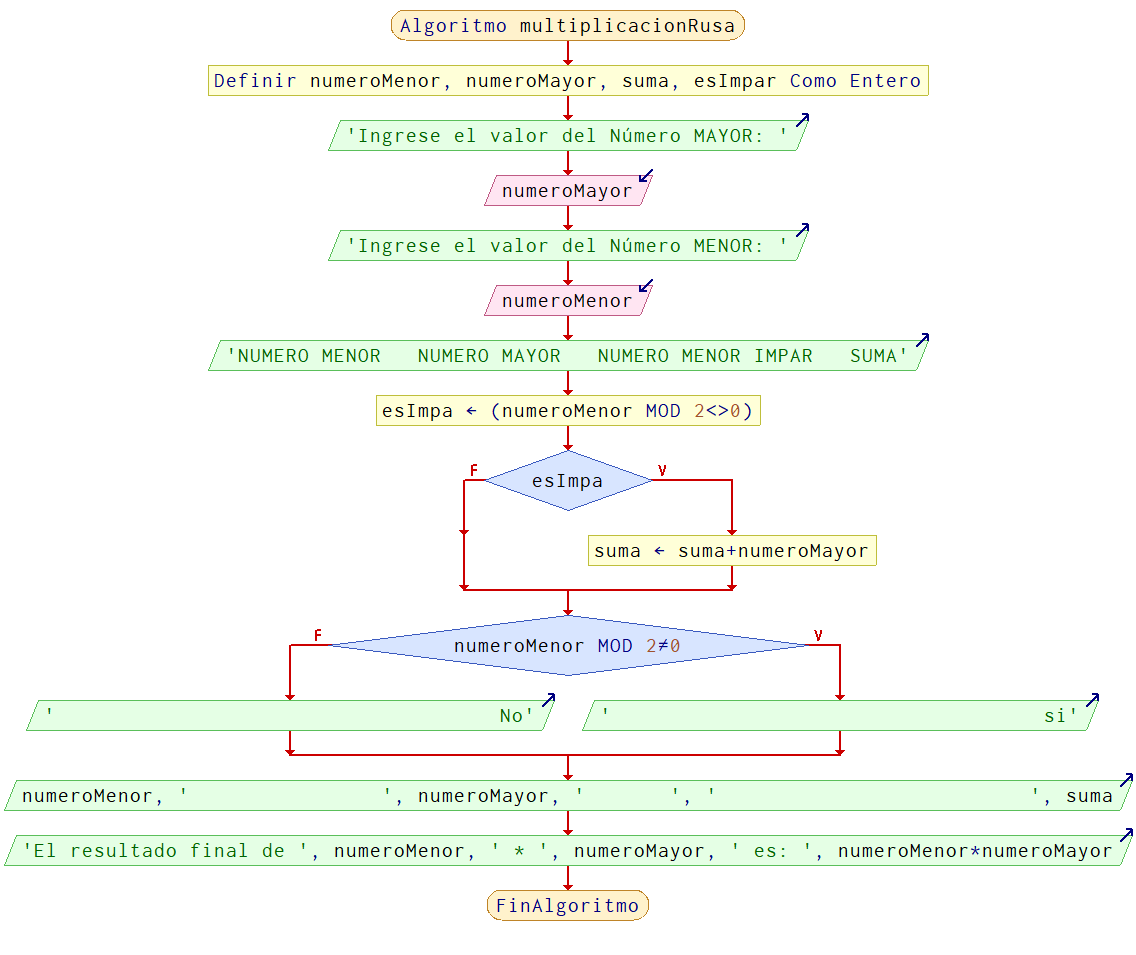 Algoritmo multiplicacionRusa
Definir numeroMenor, numeroMayor, suma, esImpar Como Entero
'Ingrese el valor del Número MAYOR: '
numeroMayor
'Ingrese el valor del Número MENOR: '
numeroMenor
'NUMERO MENOR   NUMERO MAYOR   NUMERO MENOR IMPAR   SUMA'
esImpa ← (numeroMenor MOD 2<>0)
F V
esImpa
suma ← suma+numeroMayor
F V
numeroMenor MOD 2≠0
'                                      No' '                                    si'
numeroMenor, '                ', numeroMayor, '       ', '                          ', suma
'El resultado final de ', numeroMenor, ' * ', numeroMayor, ' es: ', numeroMenor*numeroMayor
FinAlgoritmo